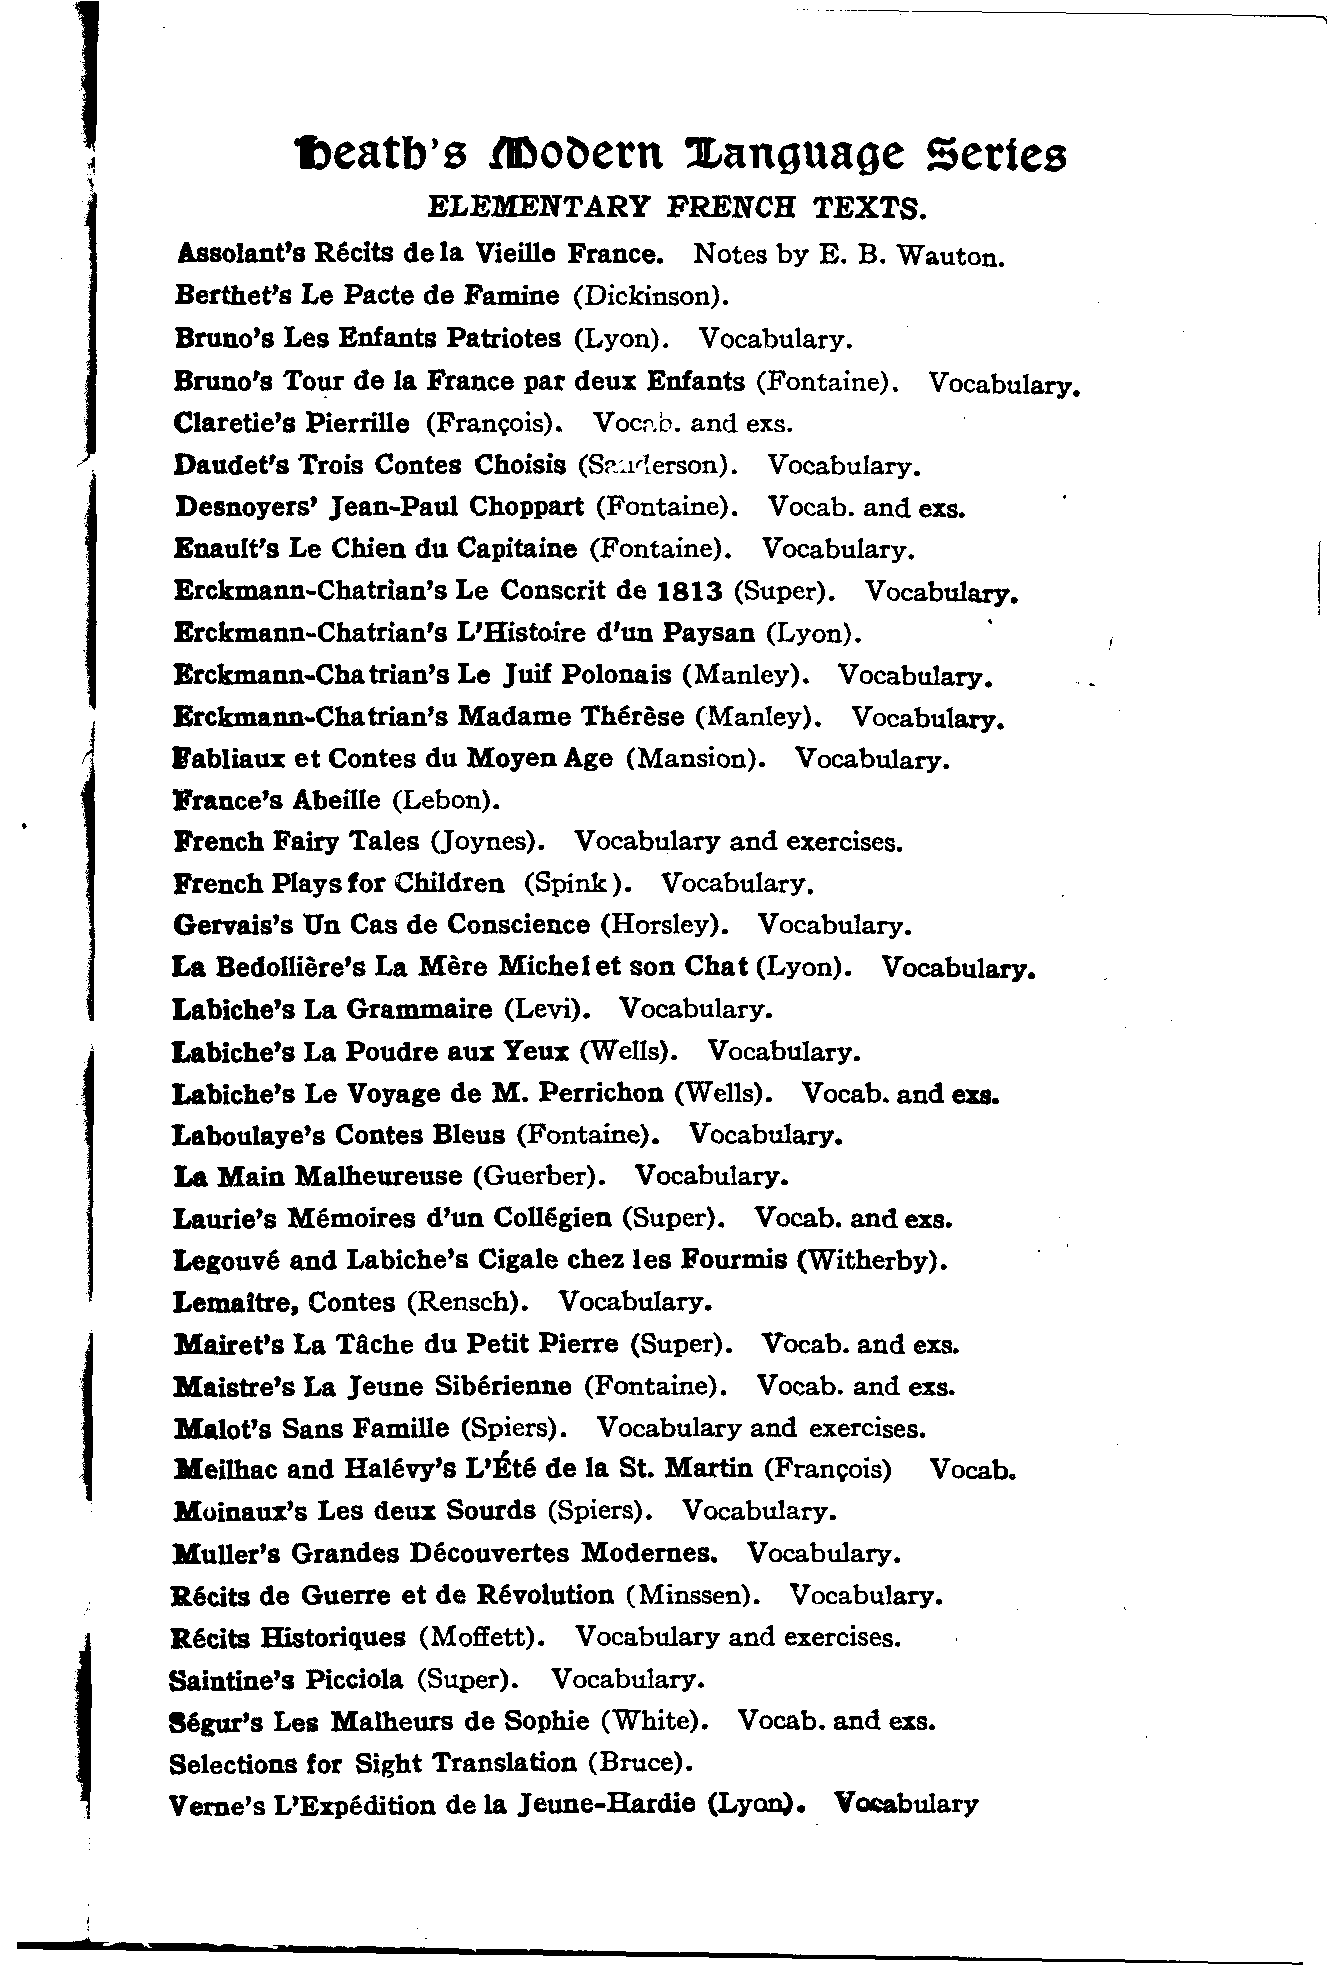 Heath's Modern Language Series
ELEMENTARY FRENCH TEXTS.
Assolant's Récits de la Vieille France. Notes by E. B. Wauton.
Berthet's Le Pacte de Famine (Dickinson).
Bruno's Les Enfants Patriotes (Lyon). Vocabulary.
Bruno's Tour de la France par deux Enfants (Fontaine). Vocabulary.
Claretie's Pierrille (François). Vocab. and exs.
Daudet's Trois Contes Choisis (Sanderson). Vocabulary.
Desnoyers' Jean-Paul Choppart (Fontaine). Vocab. and exs.
Enault's Le Chien du Capitaine (Fontaine). Vocabulary.
Erckmann-Chatrian's Le Conscrit de 1813 (Super). Vocabulary.
Erckmann-Chatrian's L'Histoire d'un Paysan (Lyon).
Erckmann-Chatrian's Le Juif Polonais (Manley). Vocabulary.
Erckmann-Chatrian's Madame Thérèse (Manley). Vocabulary.
Fabliaux et Contes du Moyen Age (Mansion). Vocabulary.
France's Abeille (Lebon).
French Fairy Tales (Joynes). Vocabulary and exercises.
French Plays for Children (Spink). Vocabulary.
Gervais's Un Cas de Conscience (Horsley). Vocabulary.
La Bedollière's La Mère Michel et son Chat (Lyon). Vocabulary.
Labiche's La Grammaire (Levi). Vocabulary.
Labiche's La Poudre aux Yeux (Wells). Vocabulary.
Labiche's Le Voyage de M. Perrichon (Wells). Vocab. and exs.
Laboulaye's Contes Bleus (Fontaine). Vocabulary.
La Main Malheureuse (Guerber). Vocabulary.
Laurie's Mémoires d'un Collégien (Super). Vocab. and exs.
Legouvé and Labiche's Cigale chez les Fourmis (Witherby).
Lemaître, Contes (Rensch). Vocabulary.
Mairet's La Tâche du Petit Pierre (Super). Vocab. and exs.
Maistre's La Jeune Sibérienne (Fontaine). Vocab. and exs.
Malot's Sans Famille (Spiers). Vocabulary and exercises.
Meilhac and Halévy's L'Été de la St. Martin (François) Vocab.
Moinaux's Les deux Sourds (Spiers). Vocabulary.
Muller's Grandes Découvertes Modernes. Vocabulary.
Récits de Guerre et de Révolution (Minssen). Vocabulary.
Récits Historiques (Moffett). Vocabulary and exercises.
Saintine's Picciola (Super). Vocabulary.
Ségur's Les Malheurs de Sophie (White). Vocab. and exs.
Selections for Sight Translation (Bruce).
Verne's L'Expédition de la Jeune-Hardie (Lyon). Vocabulary